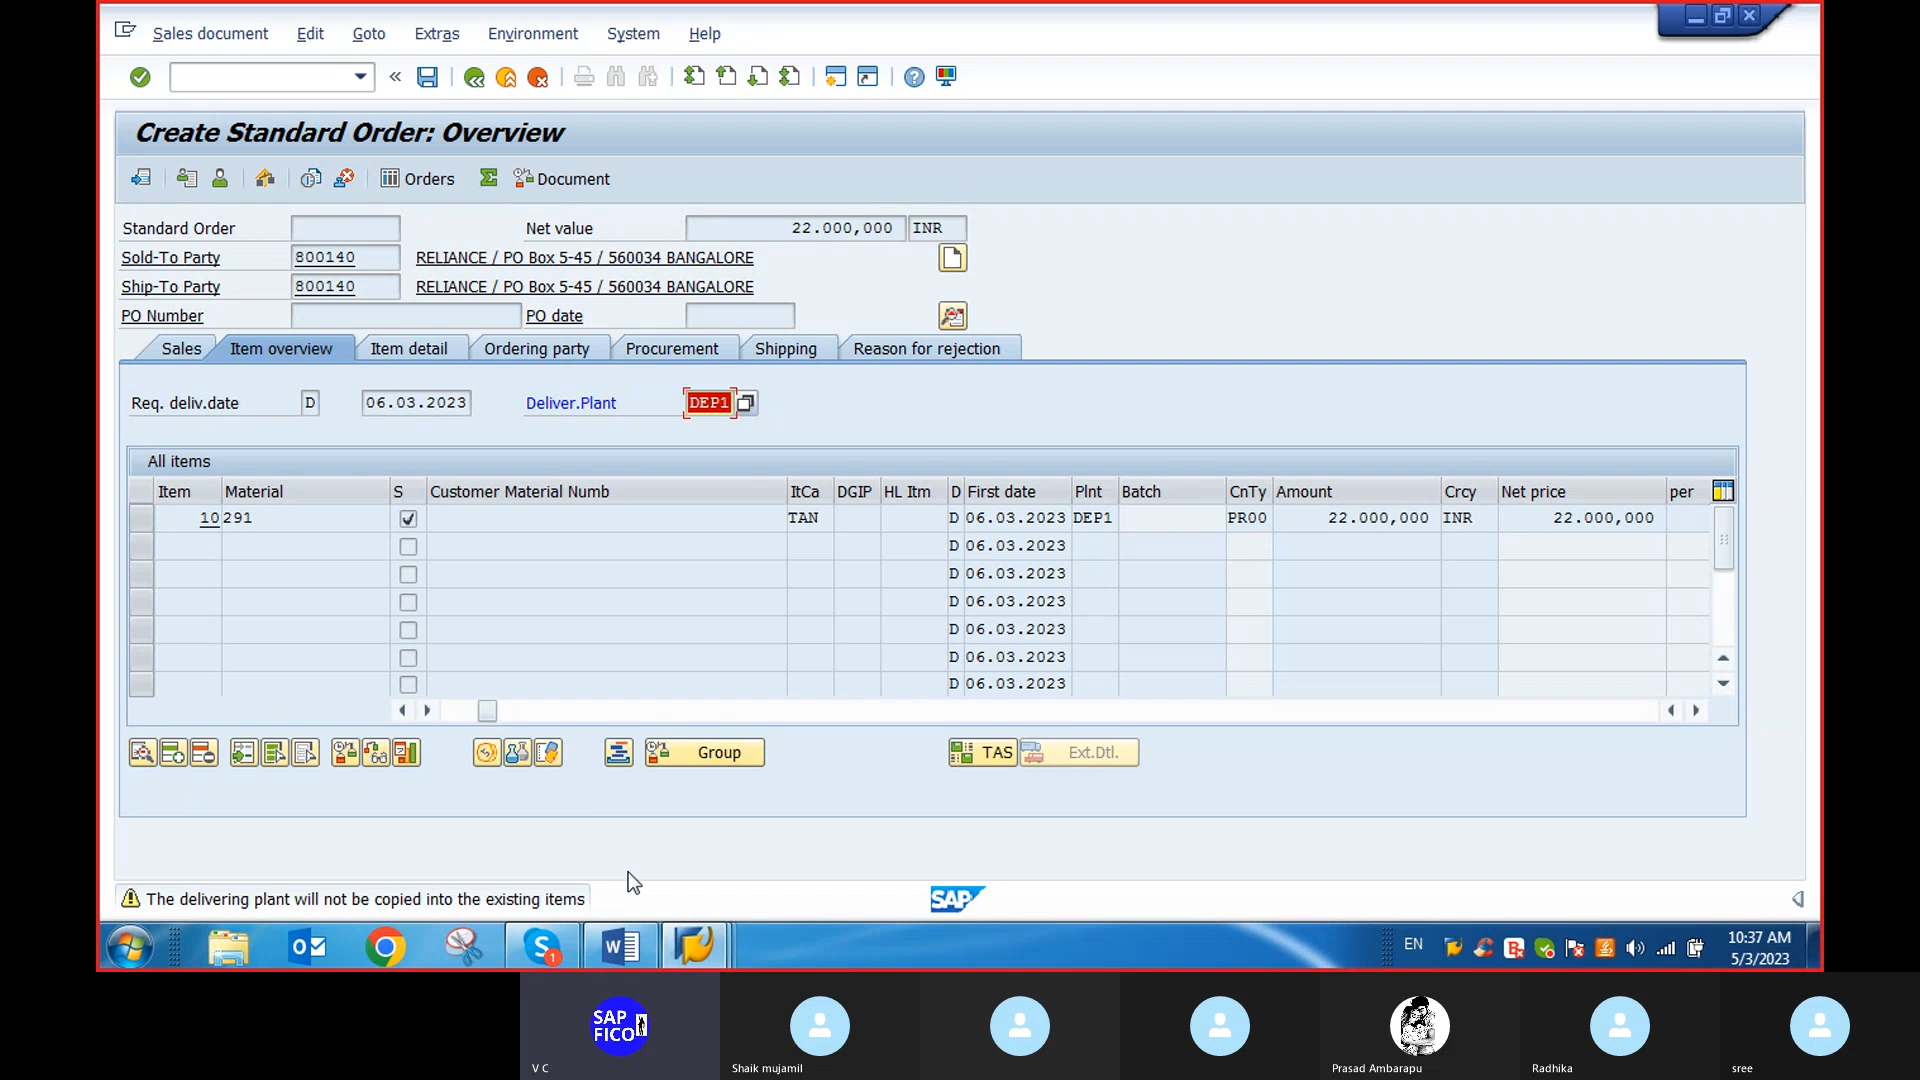 Sales document Edit Goto Extras Environment System Help
Create Standard Order: Overview
Orders Document
Standard Order Net value 22.000,000 INR
Sold-To Party 800140 RELIANCE / PO Box 5-45 / 560034 BANGALORE
Ship-To Party 800140 RELIANCE / PO Box 5-45 / 560034 BANGALORE
PO Number PO date
Sales Item overview Item detail Ordering party Procurement Shipping Reason for rejection
Req. deliv.date D 06.03.2023 Deliver.Plant DEP1
All items
Item Material S Customer Material Numb ItCa DGIP HL Itm D First date Plnt Batch CnTy Amount Crcy Net price per
10 291 TAN D 06.03.2023 DEP1 PR00 22.000,000 INR 22.000,000
D 06.03.2023
D 06.03.2023
D 06.03.2023
D 06.03.2023
D 06.03.2023
D 06.03.2023
Group TAS Ext.Dtl.
The delivering plant will not be copied into the existing items SAP
EN 10:37 AM
5/3/2023
SAP
FICO
V C Shaik mujamil Prasad Ambarapu Radhika sree